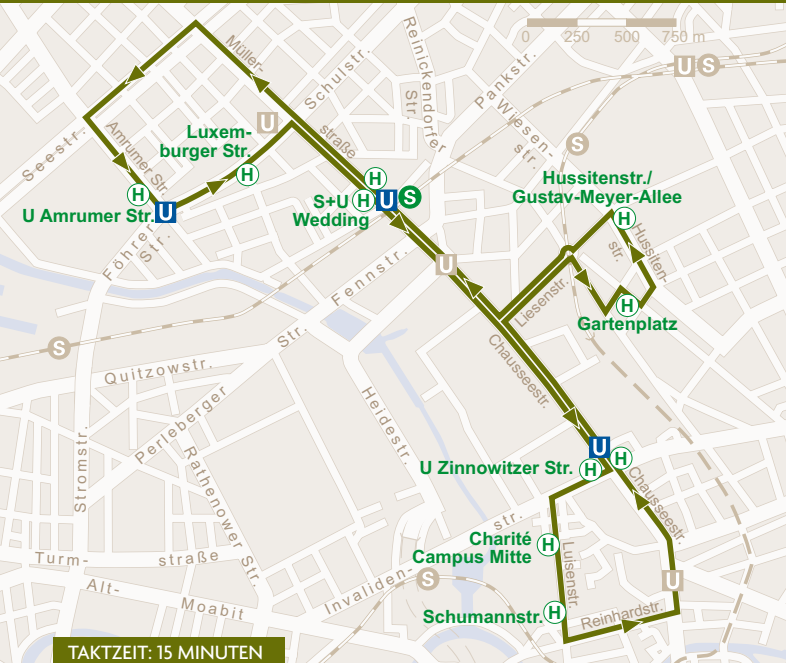 0 250 500 750 m
U S
Müller-
straße
Schulstr.
Reinickendorfer
Str.
Pankstr.
Wiesen-
str.
S
Seestr.
Amrumer Str.
U
Luxem-
burger Str.
H
H
U Amrumer Str.
U
Föhrer
Str.
H
S+U
Wedding
H
U S
Hussitenstr./
Gustav-Meyer-Allee
H
Hussiten-
str.
U
Fennstr.
Liesenstr.
H
Gartenplatz
S
Quitzowstr.
Str.
Perleberger
Chausseestr.
Heidestr.
Stromstr.
Rathenower Str.
U
U Zinnowitzer Str.
H
H
Chausseestr.
Charité
Campus Mitte
H
Luisenstr.
str.
Invaliden-
S
U
Turm-
straße
Alt-
Moabit
Schumannstr.
H
Reinhardstr.
TAKTZEIT: 15 MINUTEN